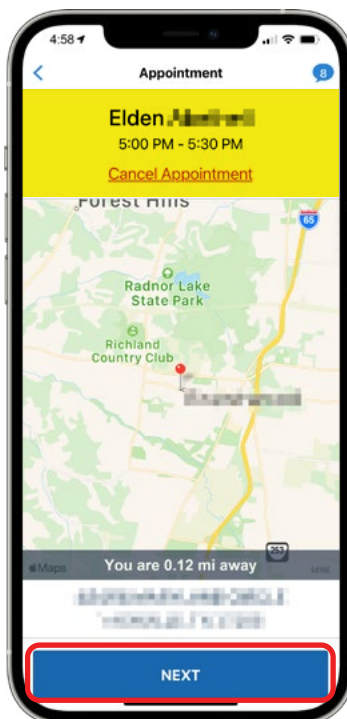 4:58
Appointment
8
Elden
5:00 PM - 5:30 PM
Cancel Appointment
Forest Hills
65
Radnor Lake
State Park
Richland
Country Club
253
Maps
Legal
You are 0.12 mi away
NEXT